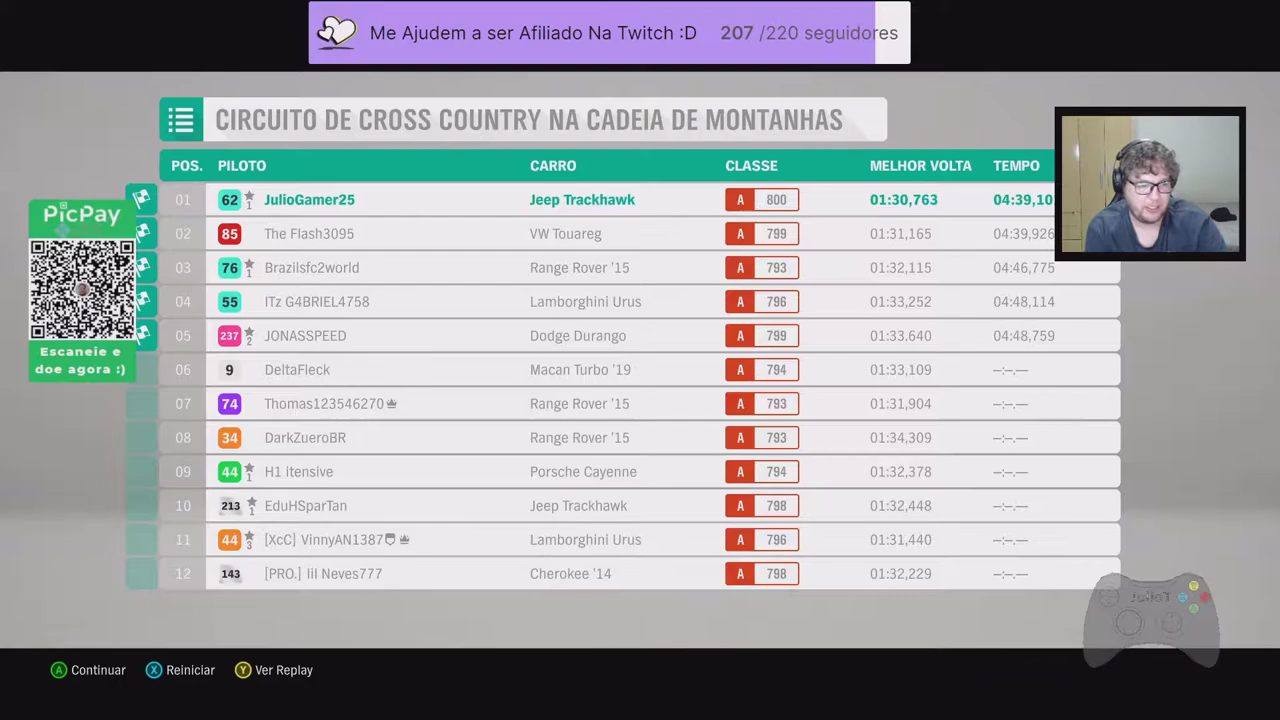 Me Ajudem a ser Afiliado Na Twitch :D 207 /220 seguidores
CIRCUITO DE CROSS COUNTRY NA CADEIA DE MONTANHAS
POS. PILOTO CARRO CLASSE MELHOR VOLTA TEMPO
01 62 1 JulioGamer25 Jeep Trackhawk A 800 01:30,763 04:39,10
02 85 The Flash3095 VW Touareg A 799 01:31,165 04:39,926
03 76 1 Brazilsfc2world Range Rover '15 A 793 01:32,115 04:46,775
04 55 ITz G4BRIEL4758 Lamborghini Urus A 796 01:33,252 04:48,114
05 237 2 JONASSPEED Dodge Durango A 799 01:33.640 04:48,759
06 9 DeltaFleck Macan Turbo '19 A 794 01:33,109 --:--.---
07 74 Thomas123546270 Range Rover '15 A 793 01:31,904 --:--.---
08 34 DarkZueroBR Range Rover '15 A 793 01:34,309 --:--.---
09 44 1 H1 itensive Porsche Cayenne A 794 01:32,378 --:--.---
10 213 1 EduHSparTan Jeep Trackhawk A 798 01:32,448 --:--.---
11 44 3 [XcC] VinnyAN1387 Lamborghini Urus A 796 01:31,440 --:--.---
12 143 [PRO.] lil Neves777 Cherokee '14 A 798 01:32,229 --:--.---
PicPay
Escaneie e
doe agora :)
A Continuar X Reiniciar Y Ver Replay